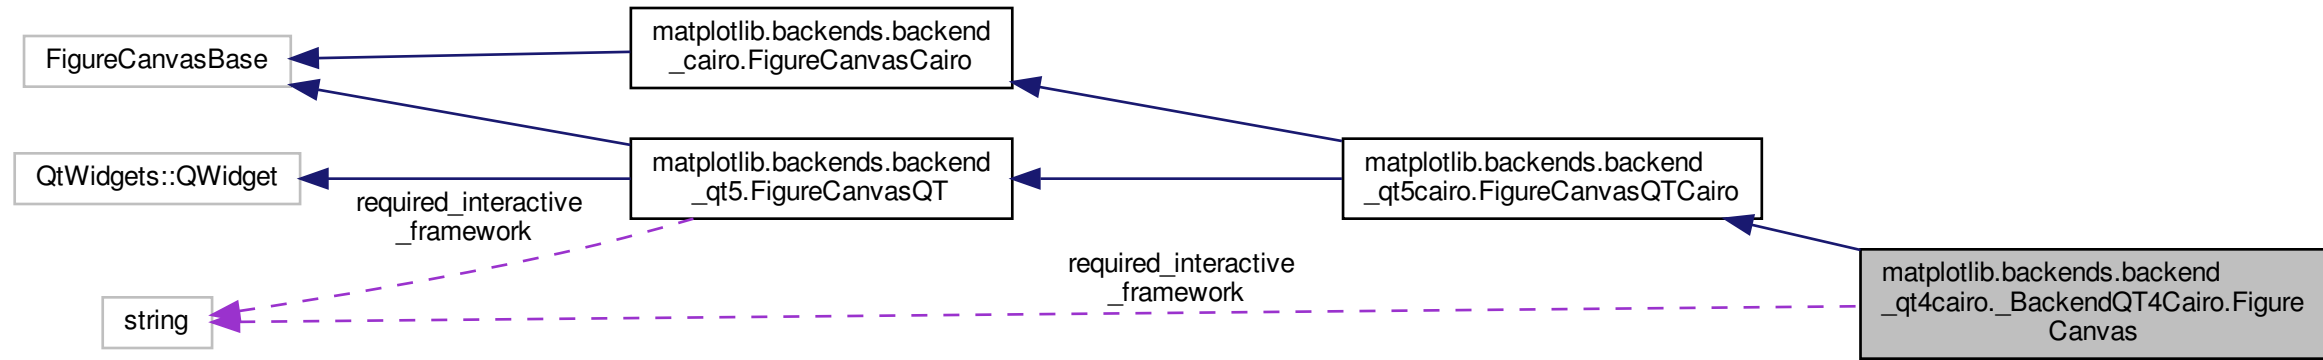 FigureCanvasBase
matplotlib.backends.backend
_cairo.FigureCanvasCairo
QtWidgets::QWidget
matplotlib.backends.backend
_qt5.FigureCanvasQT
matplotlib.backends.backend
_qt5cairo.FigureCanvasQTCairo
required_interactive
_framework
string
required_interactive
_framework
matplotlib.backends.backend
_qt4cairo._BackendQT4Cairo.Figure
Canvas